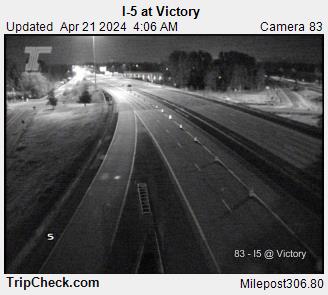 I-5 at Victory
Updated Apr 21 2024 4:06 AM Camera 83
T
S
83 - I5 @ Victory
TripCheck.com Milepost306.80